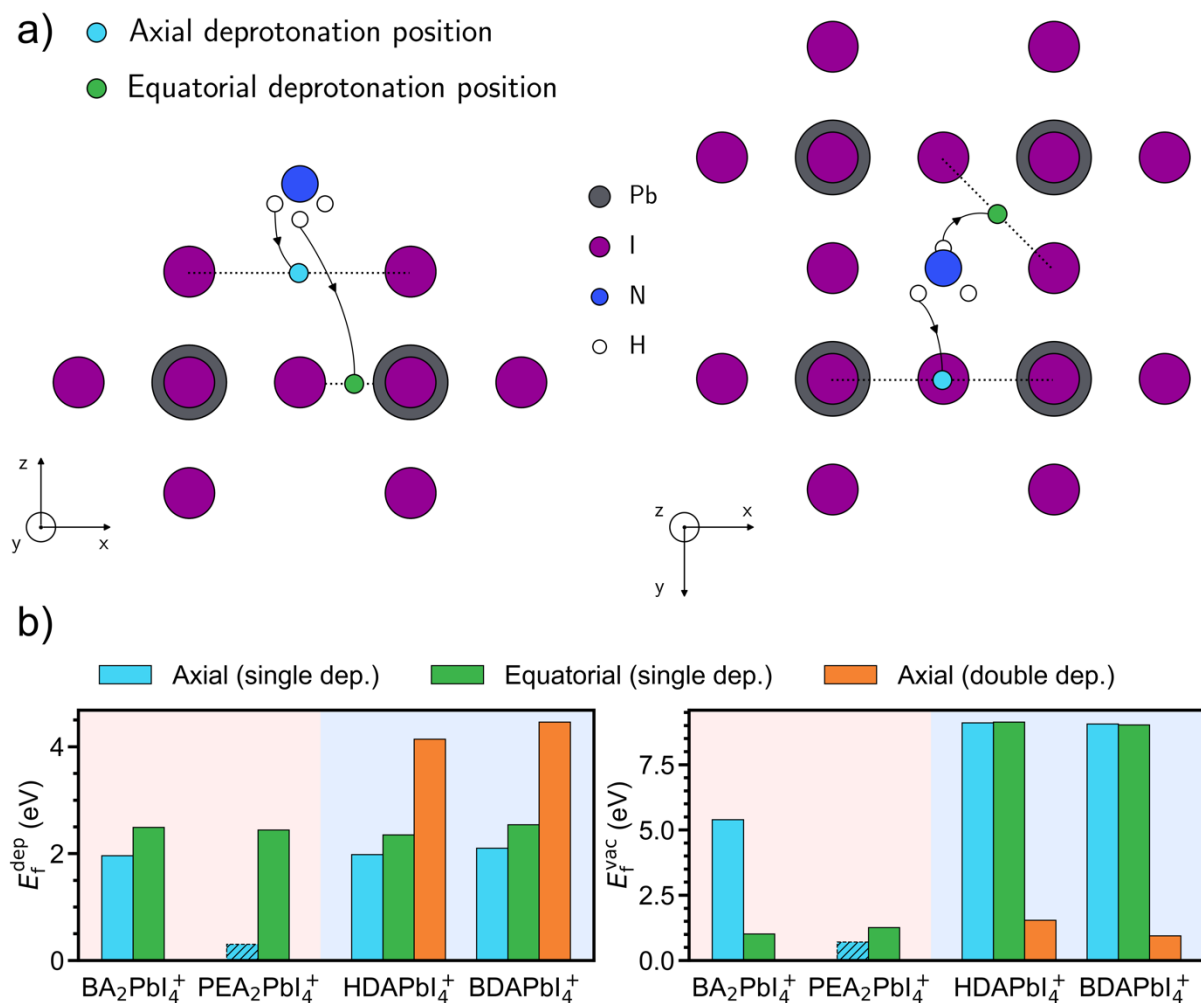 a)
Axial deprotonation position
Equatorial deprotonation position
Pb
I
N
H
z
y
x
z
x
y
b)
Axial (single dep.)
Equatorial (single dep.)
Axial (double dep.)
E_f^dep (eV)
4
2
0
BA₂PbI₄⁺
PEA₂PbI₄⁺
HDAPbI₄⁺
BDAPbI₄⁺
E_f^vac (eV)
7.5
5.0
2.5
0.0
BA₂PbI₄⁺
PEA₂PbI₄⁺
HDAPbI₄⁺
BDAPbI₄⁺